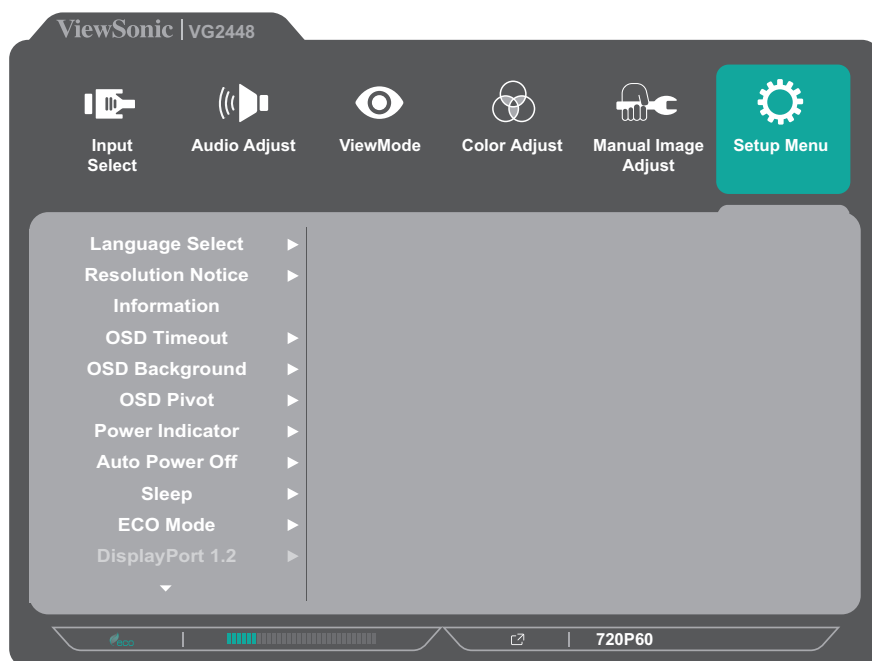 ViewSonic | VG2448
Input
Select
Audio Adjust
ViewMode
Color Adjust
Manual Image
Adjust
Setup Menu
Language Select
Resolution Notice
Information
OSD Timeout
OSD Background
OSD Pivot
Power Indicator
Auto Power Off
Sleep
ECO Mode
DisplayPort 1.2
eco
720P60